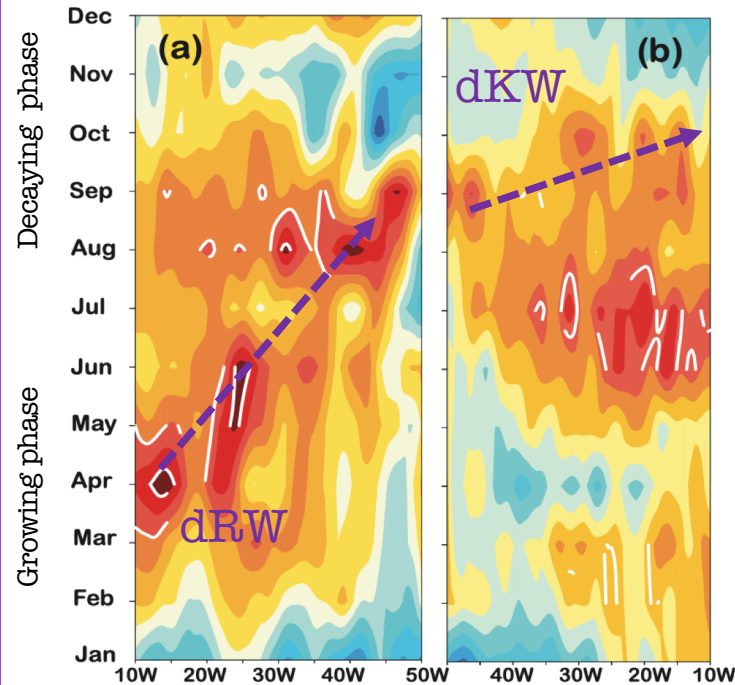 Decaying phase
Growing phase
Dec
Nov
Oct
Sep
Aug
Jul
Jun
May
Apr
Mar
Feb
Jan
(a)
dRW
10W 20W 30W 40W 50W
(b)
dKW
40W 30W 20W 10W